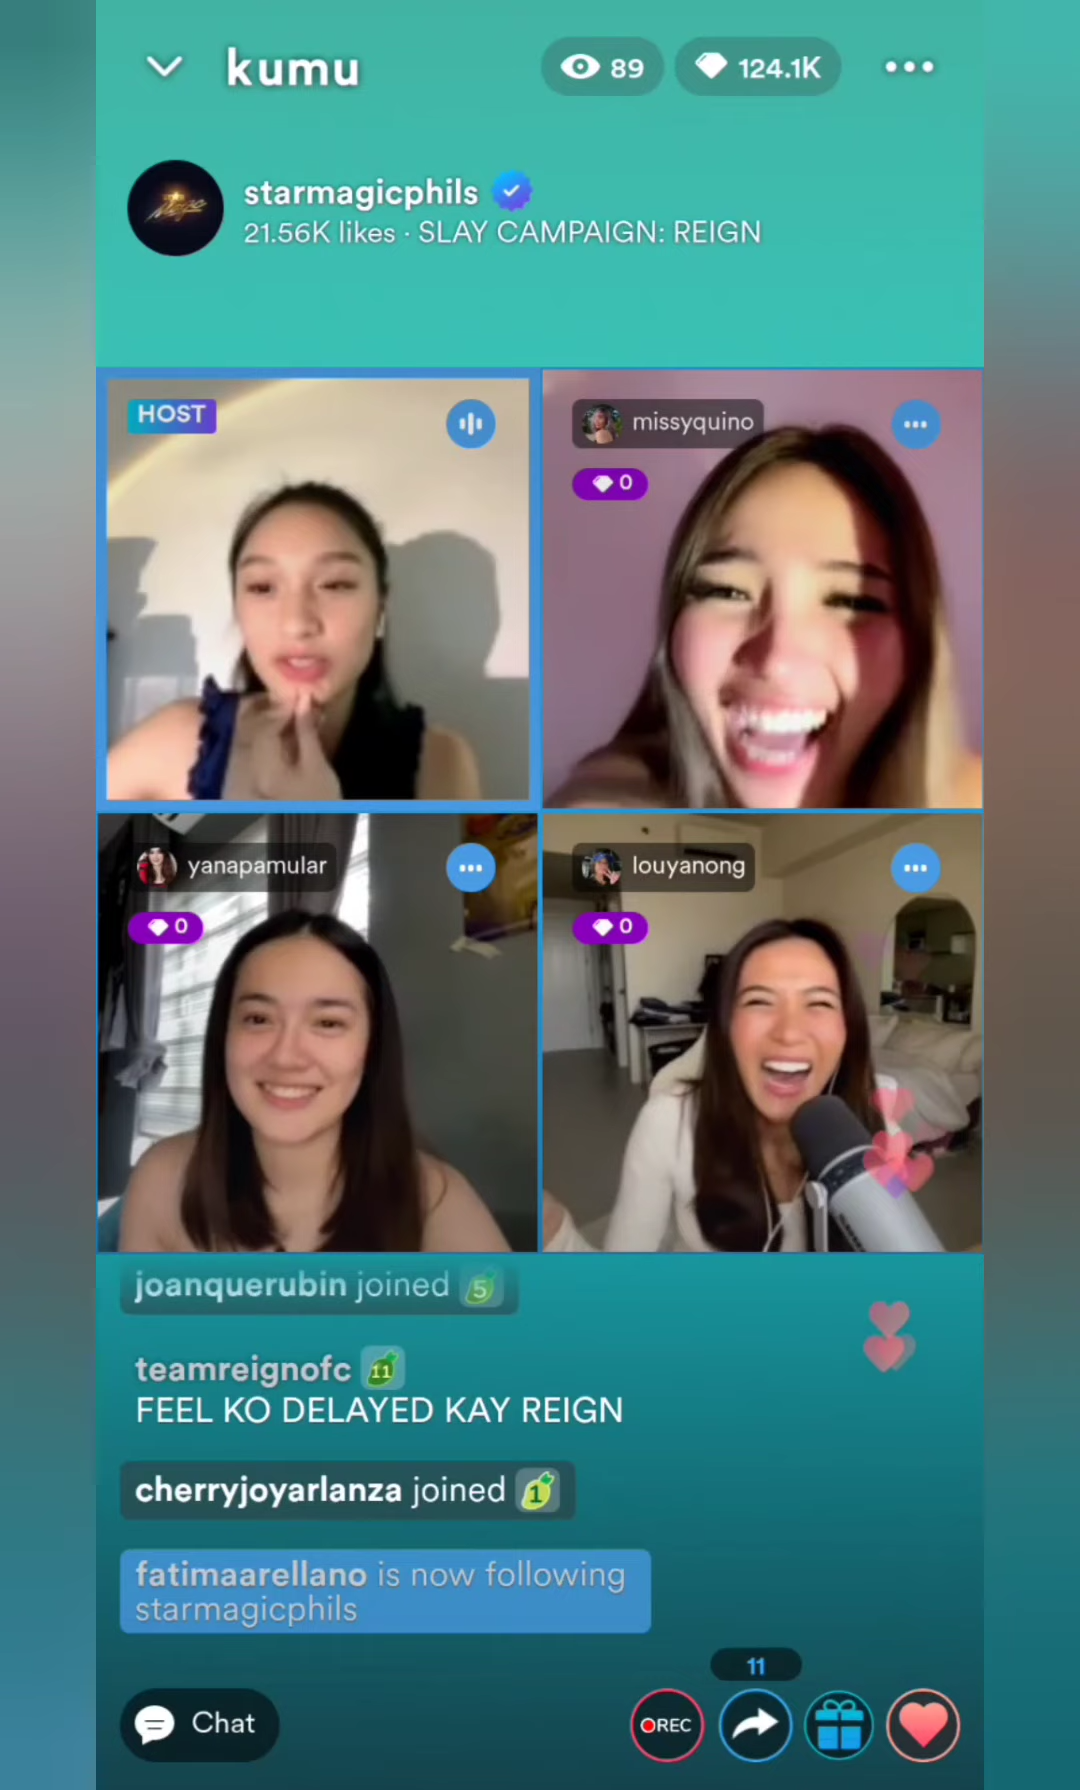 kumu
89
124.1K
starmagicphils
21.56K likes · SLAY CAMPAIGN: REIGN
HOST
missyquino
0
yanapamular
0
louyanong
0
joanquerubin joined 5
teamreignofc 11
FEEL KO DELAYED KAY REIGN
cherryjoyarlanza joined 1
fatimaarellano is now following
starmagicphils
11
Chat
REC